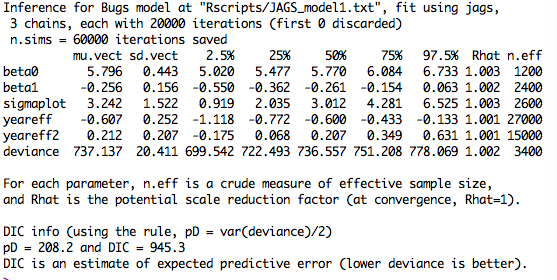 Inference for Bugs model at "Rscripts/JAGS_model1.txt", fit using jags,
3 chains, each with 20000 iterations (first 0 discarded)
n.sims = 60000 iterations saved
mu.vect sd.vect 2.5% 25% 50% 75% 97.5% Rhat n.eff
beta0 5.796 0.443 5.020 5.477 5.770 6.084 6.733 1.003 1200
beta1 -0.256 0.156 -0.550 -0.362 -0.261 -0.154 0.063 1.002 2400
sigmaplot 3.242 1.522 0.919 2.035 3.012 4.281 6.525 1.003 2600
yeareff -0.607 0.252 -1.118 -0.772 -0.600 -0.433 -0.133 1.001 27000
yeareff2 0.212 0.207 -0.175 0.068 0.207 0.349 0.631 1.001 15000
deviance 737.137 20.411 699.542 722.493 736.557 751.208 778.069 1.002 3400
For each parameter, n.eff is a crude measure of effective sample size,
and Rhat is the potential scale reduction factor (at convergence, Rhat=1).
DIC info (using the rule, pD = var(deviance)/2)
pD = 208.2 and DIC = 945.3
DIC is an estimate of expected predictive error (lower deviance is better).